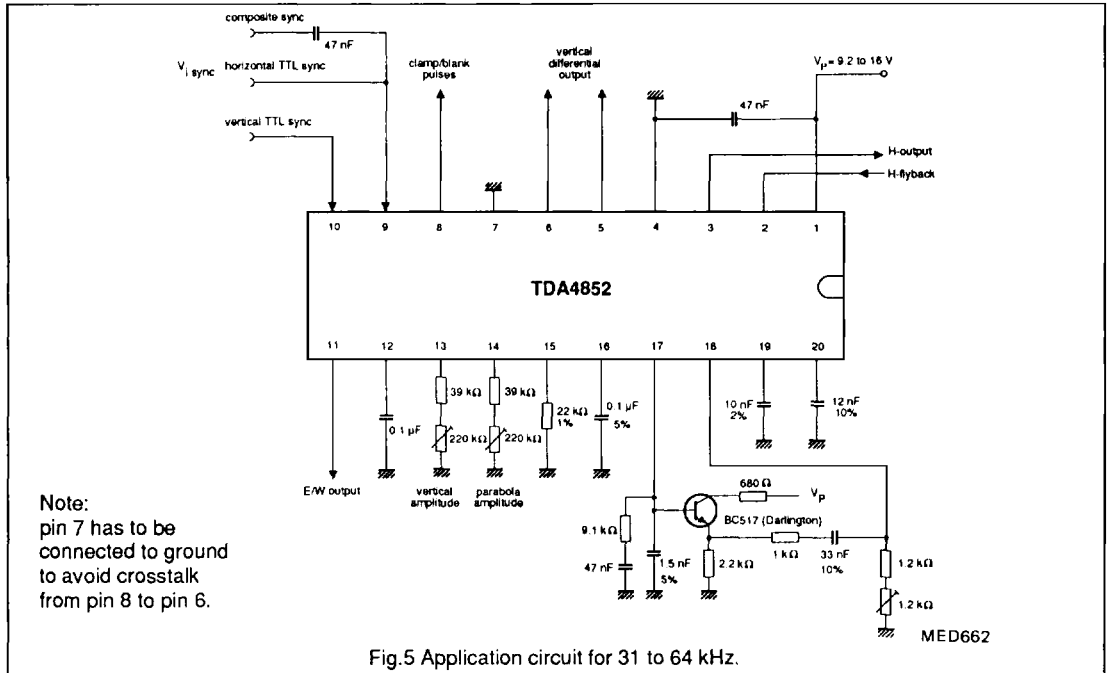 composite sync
47 nF
V i sync
horizontal TTL sync
vertical TTL sync
clamp/blank
pulses
vertical
differential
output
47 nF
Vp = 9.2 to 16 V
H-output
H-flyback
10
9
8
7
6
5
4
3
2
1
TDA4852
11
12
13
14
15
16
17
18
19
20
0.1 µF
39 kΩ
220 kΩ
39 kΩ
220 kΩ
22 kΩ
1%
0.1 µF
5%
10 nF
2%
12 nF
10%
E/W output
vertical
amplitude
parabola
amplitude
680 Ω
Vp
BC517 (Darlington)
9.1 kΩ
47 nF
1.5 nF
5%
2.2 kΩ
1 kΩ
33 nF
10%
1.2 kΩ
1.2 kΩ
Note:
pin 7 has to be
connected to ground
to avoid crosstalk
from pin 8 to pin 6.
MED662
Fig.5 Application circuit for 31 to 64 kHz.